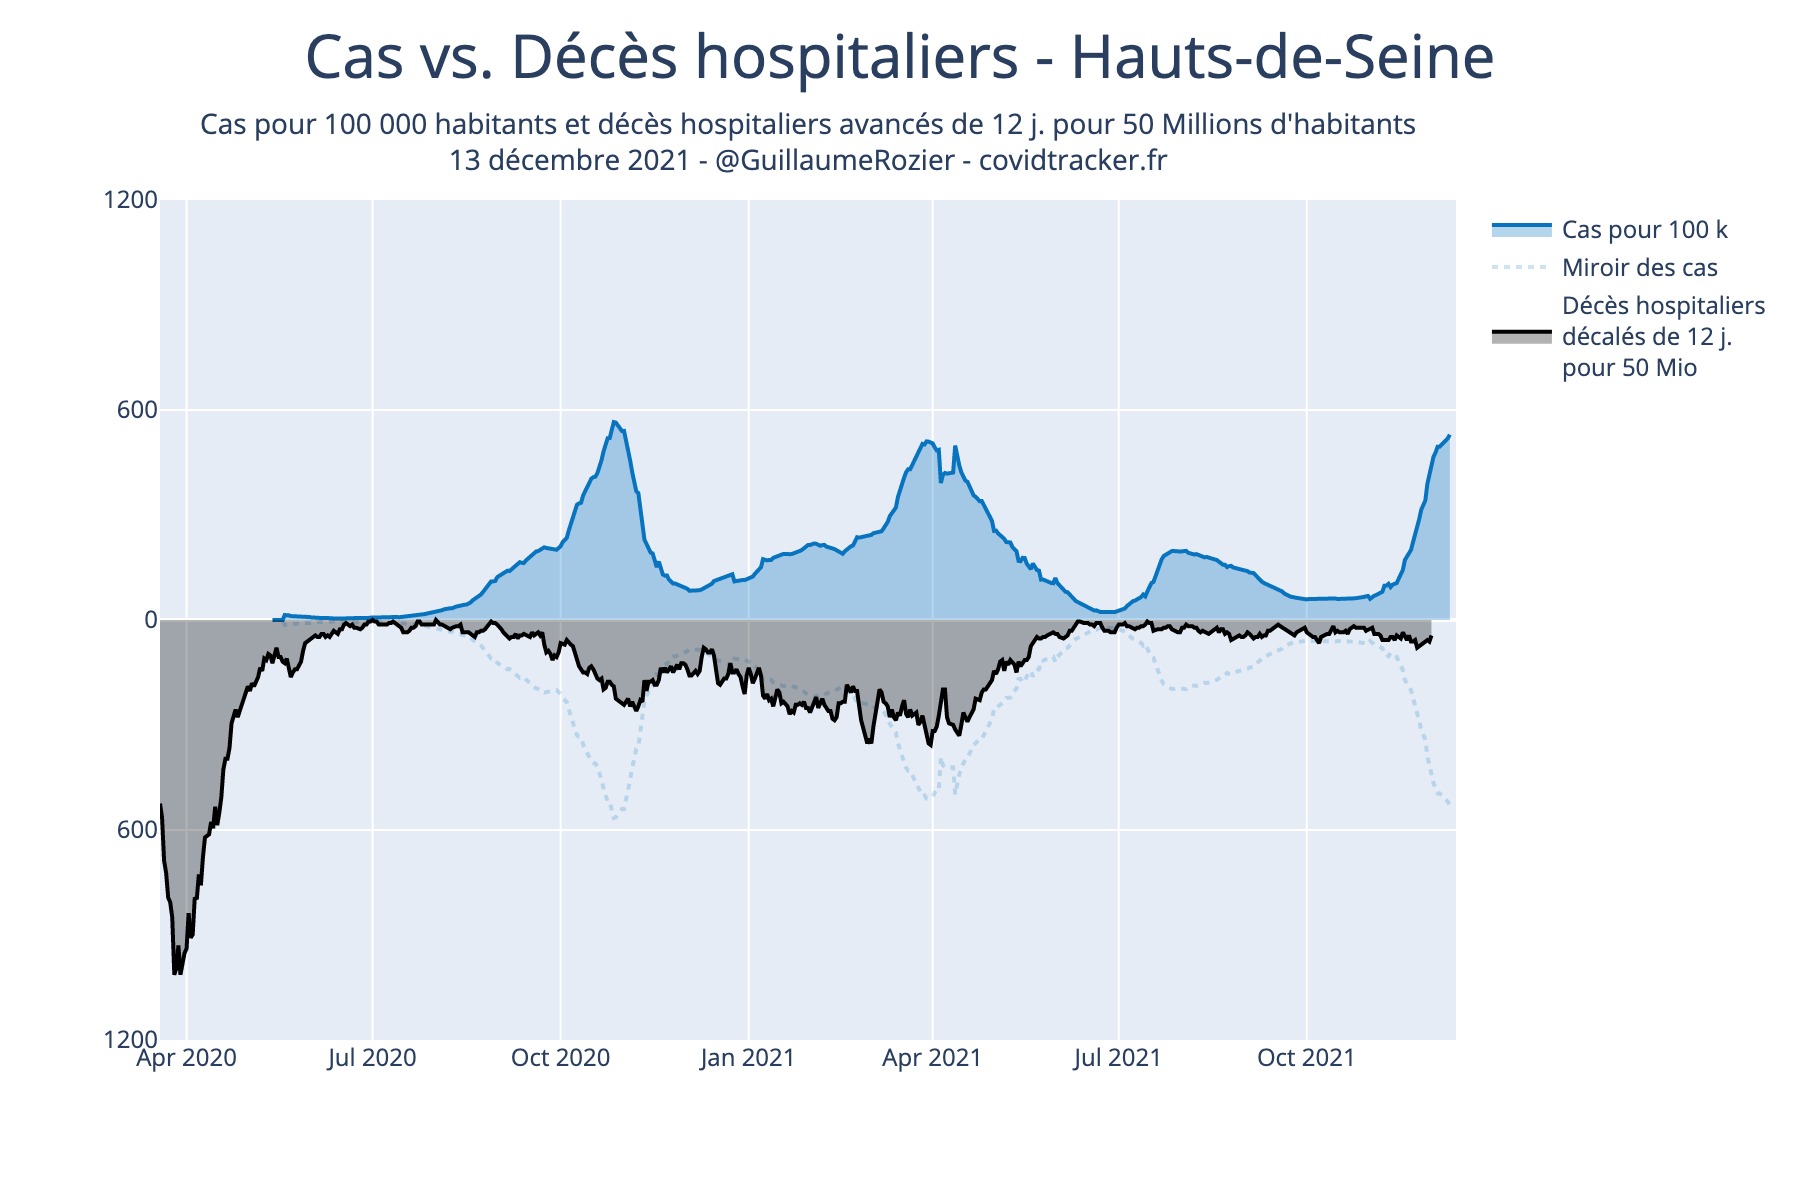 Cas vs. Décès hospitaliers - Hauts-de-Seine
Cas pour 100 000 habitants et décès hospitaliers avancés de 12 j. pour 50 Millions d'habitants
13 décembre 2021 - @GuillaumeRozier - covidtracker.fr
1200
600
0
600
1200
Apr 2020
Jul 2020
Oct 2020
Jan 2021
Apr 2021
Jul 2021
Oct 2021
Cas pour 100 k
Miroir des cas
Décès hospitaliers
décalés de 12 j.
pour 50 Mio